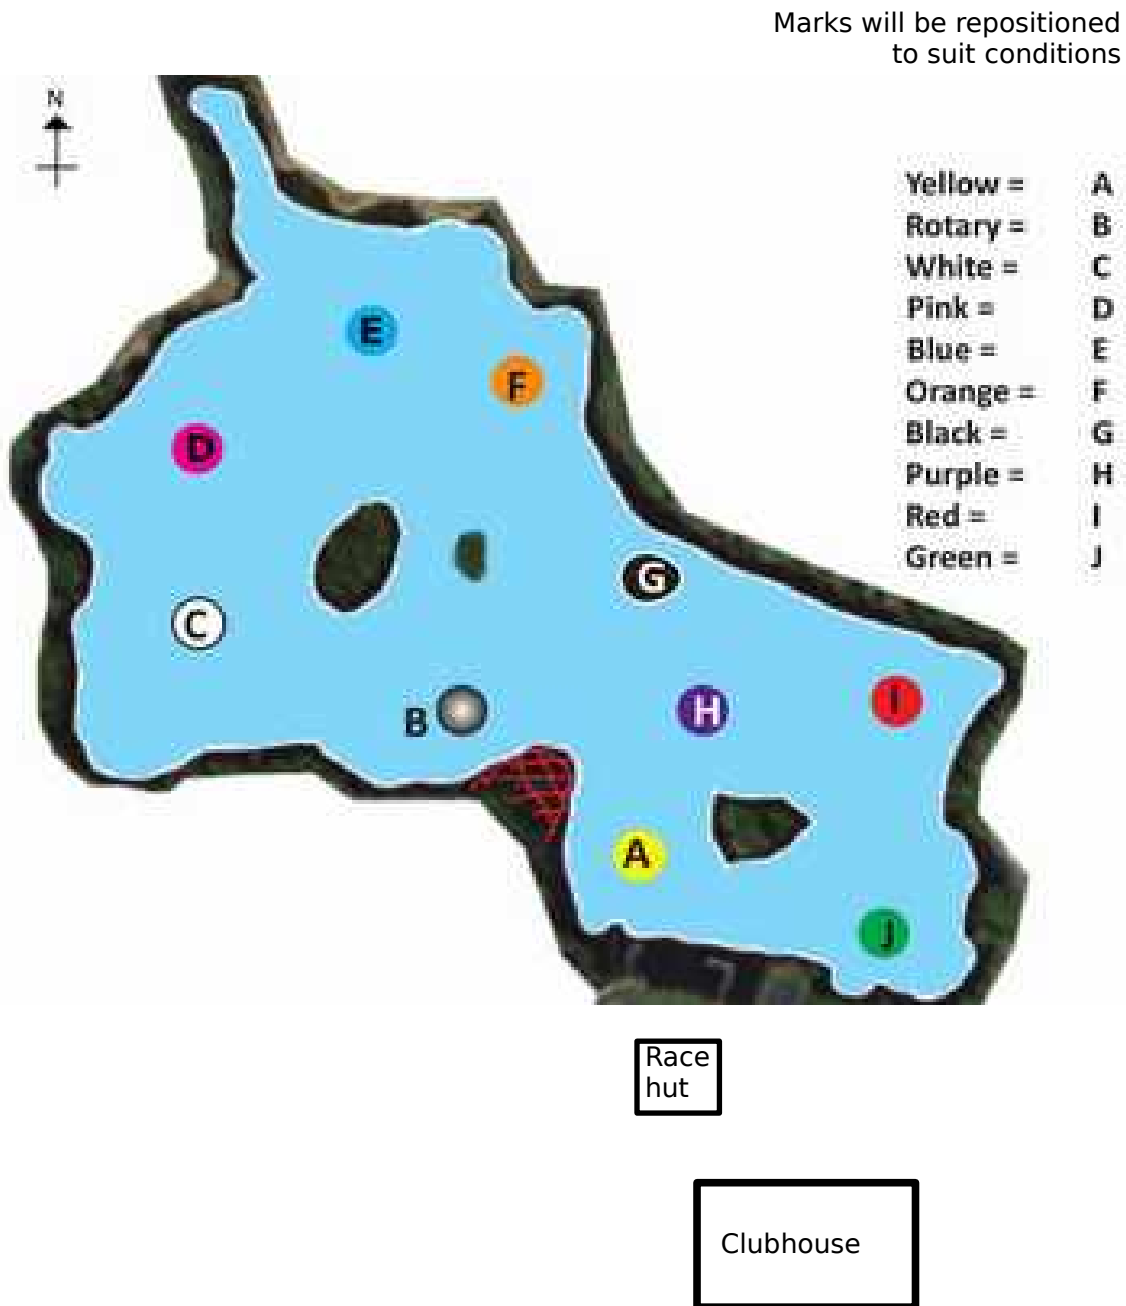 Marks will be repositioned
to suit conditions
N
Yellow = A
Rotary = B
White = C
Pink = D
Blue = E
Orange = F
Black = G
Purple = H
Red = I
Green = J
E
F
D
G
C
B
H
I
A
J
Race
hut
Clubhouse